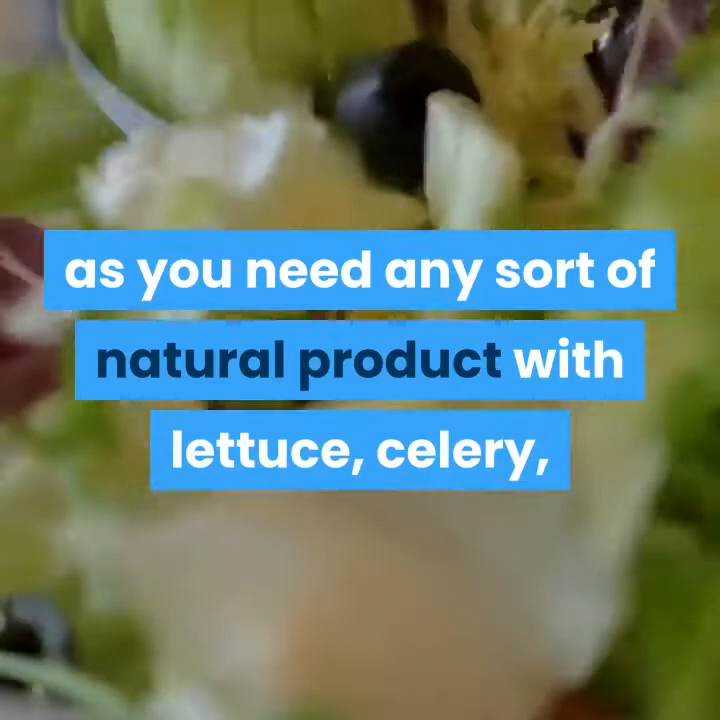 as you need any sort of
natural product with
lettuce, celery,